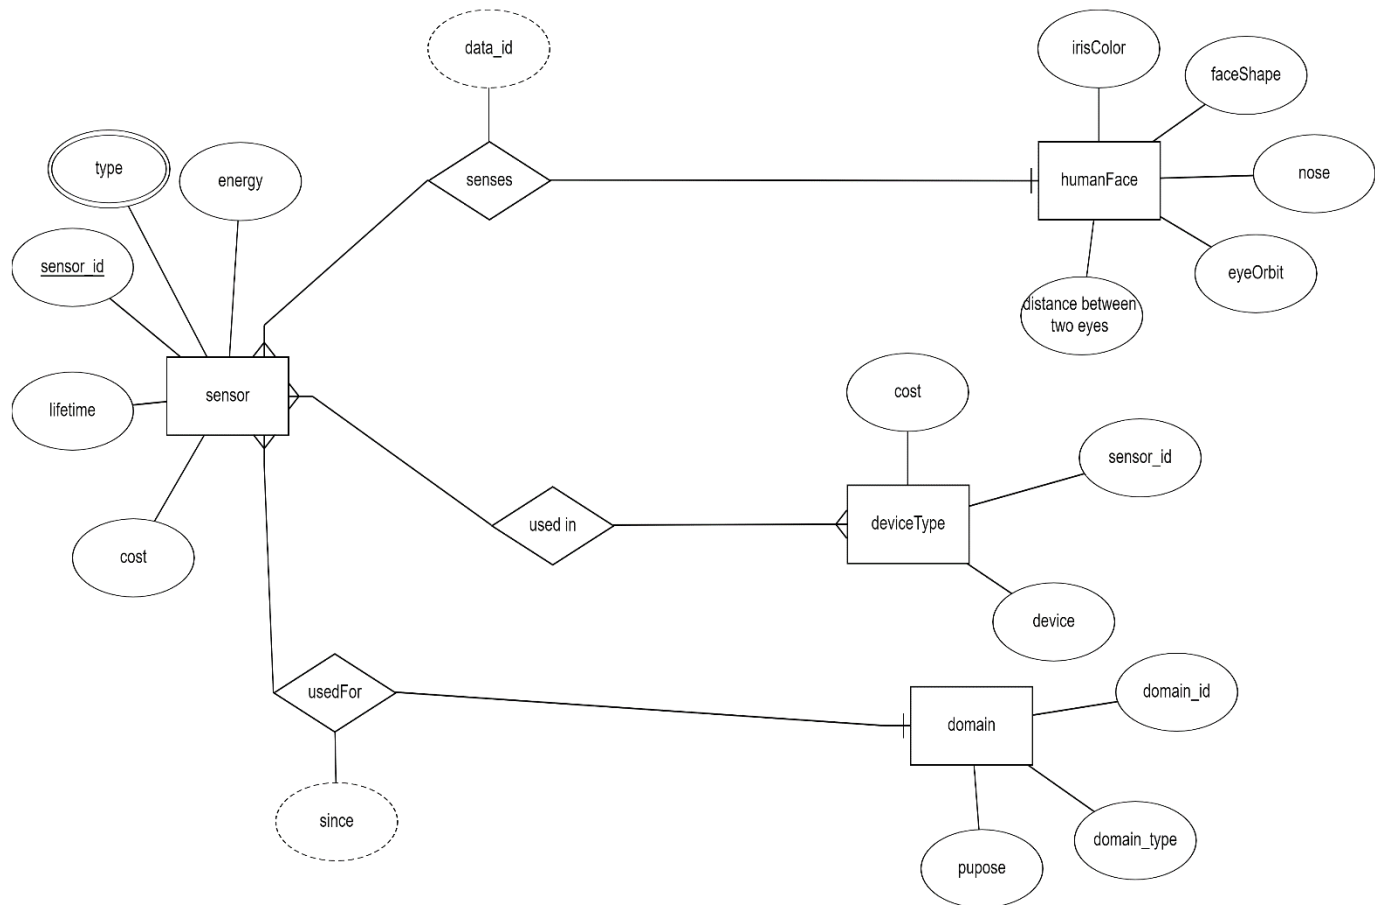 data_id
irisColor
faceShape
type
energy
senses
humanFace
nose
sensor_id
eyeOrbit
distance between
two eyes
lifetime
sensor
cost
sensor_id
used in
deviceType
cost
device
usedFor
domain_id
domain
since
domain_type
pupose